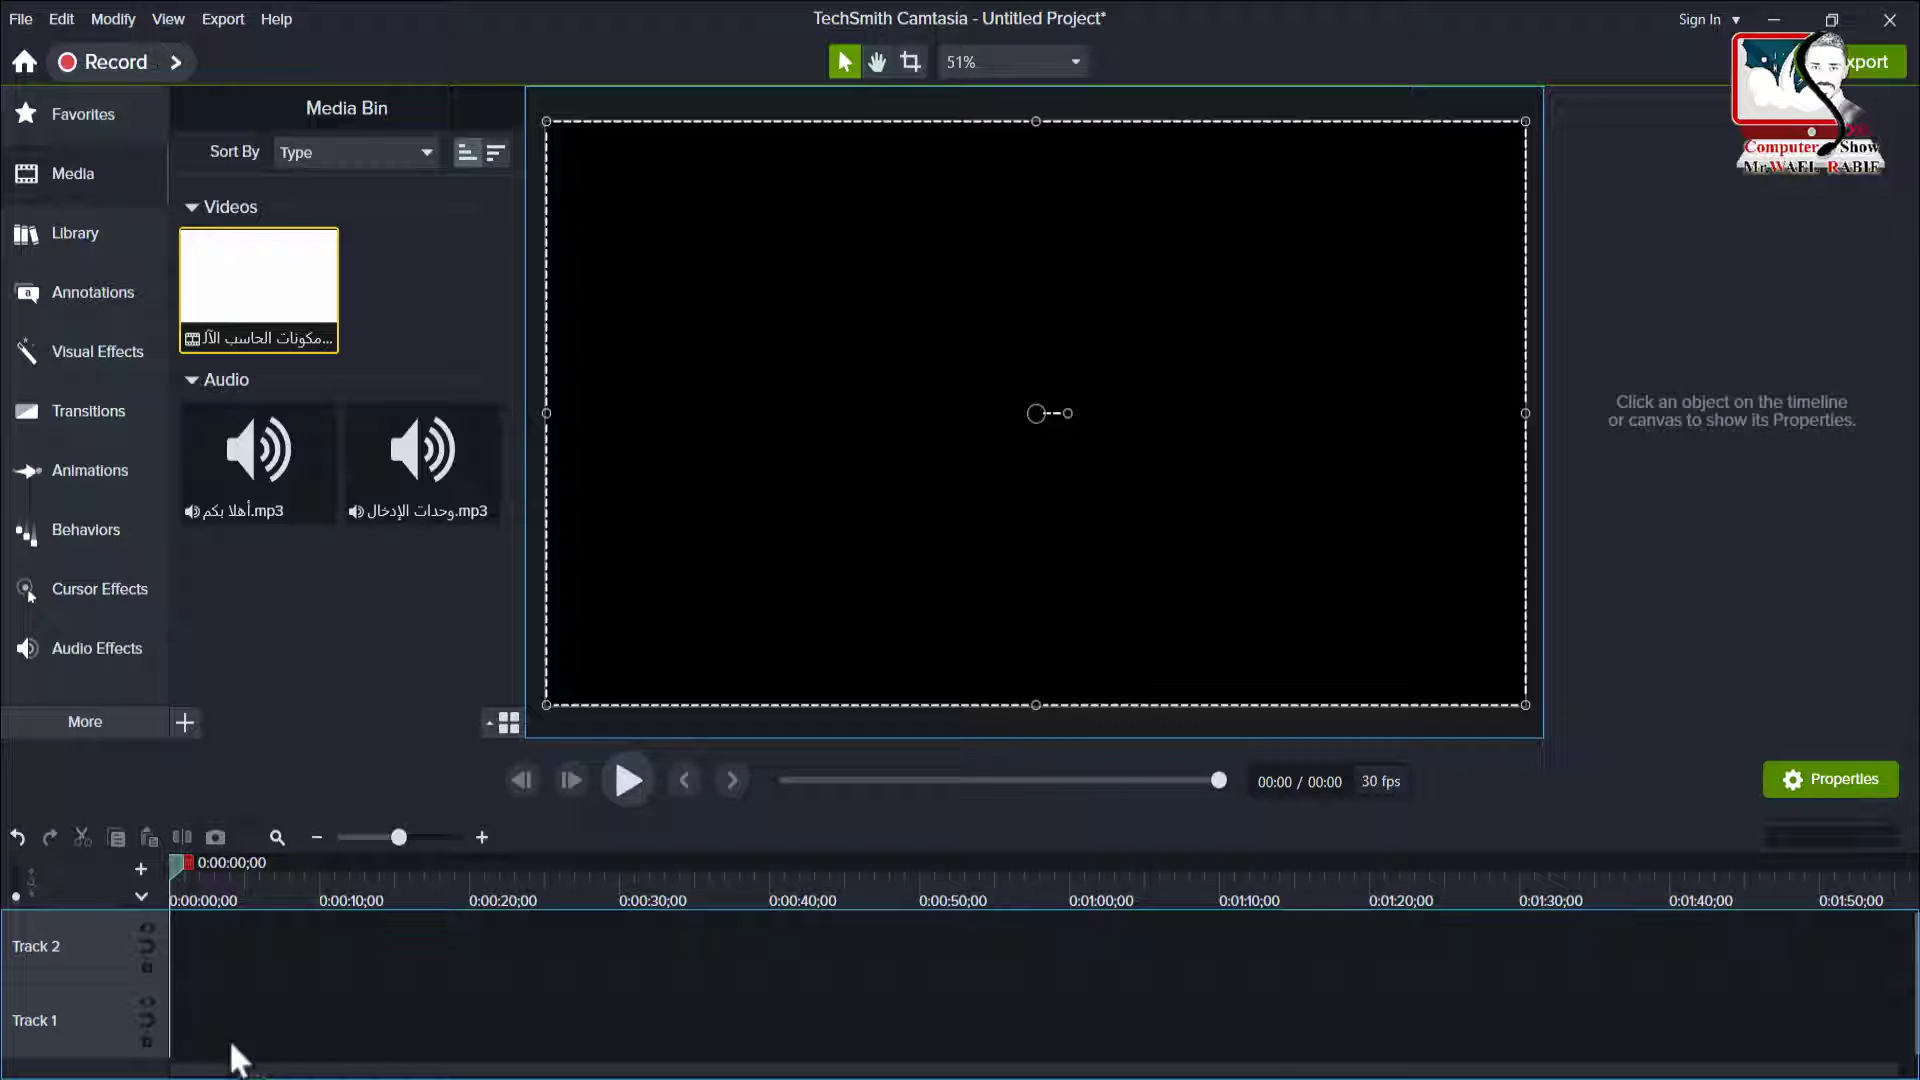 File Edit Modify View Export Help
TechSmith Camtasia - Untitled Project*
Sign In
Record
51%
xport
Computer Show
Mr.WAEL RABIE
Favorites
Media
Library
Annotations
Visual Effects
Transitions
Animations
Behaviors
Cursor Effects
Audio Effects
More
Media Bin
Sort By Type
Videos
مكونات الحاسب الآل...
Audio
أهلا بكم.mp3
وحدات الإدخال.mp3
Click an object on the timeline
or canvas to show its Properties.
00:00 / 00:00 30 fps
Properties
0:00:00;00
0:00:00;00 0:00:10;00 0:00:20;00 0:00:30;00 0:00:40;00 0:00:50;00 0:01:00;00 0:01:10;00 0:01:20;00 0:01:30;00 0:01:40;00 0:01:50;00
Track 2
Track 1